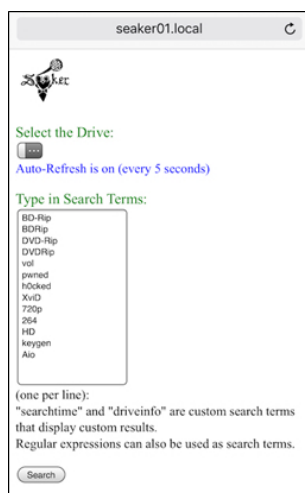 seaker01.local
Seaker
Select the Drive:
...
Auto-Refresh is on (every 5 seconds)
Type in Search Terms:
BD-Rip
BDRip
DVD-Rip
DVDRip
vol
pwned
h0cked
XviD
720p
264
HD
keygen
Aio
(one per line):
"searchtime" and "driveinfo" are custom search terms
that display custom results.
Regular expressions can also be used as search terms.
Search